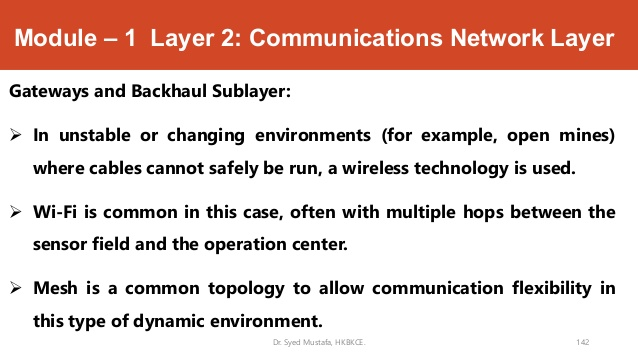 Module – 1  Layer 2: Communications Network Layer
Gateways and Backhaul Sublayer:
➢ In unstable or changing environments (for example, open mines)
where cables cannot safely be run, a wireless technology is used.
➢ Wi-Fi is common in this case, often with multiple hops between the
sensor field and the operation center.
➢ Mesh is a common topology to allow communication flexibility in
this type of dynamic environment.
Dr. Syed Mustafa, HKBKCE.
142